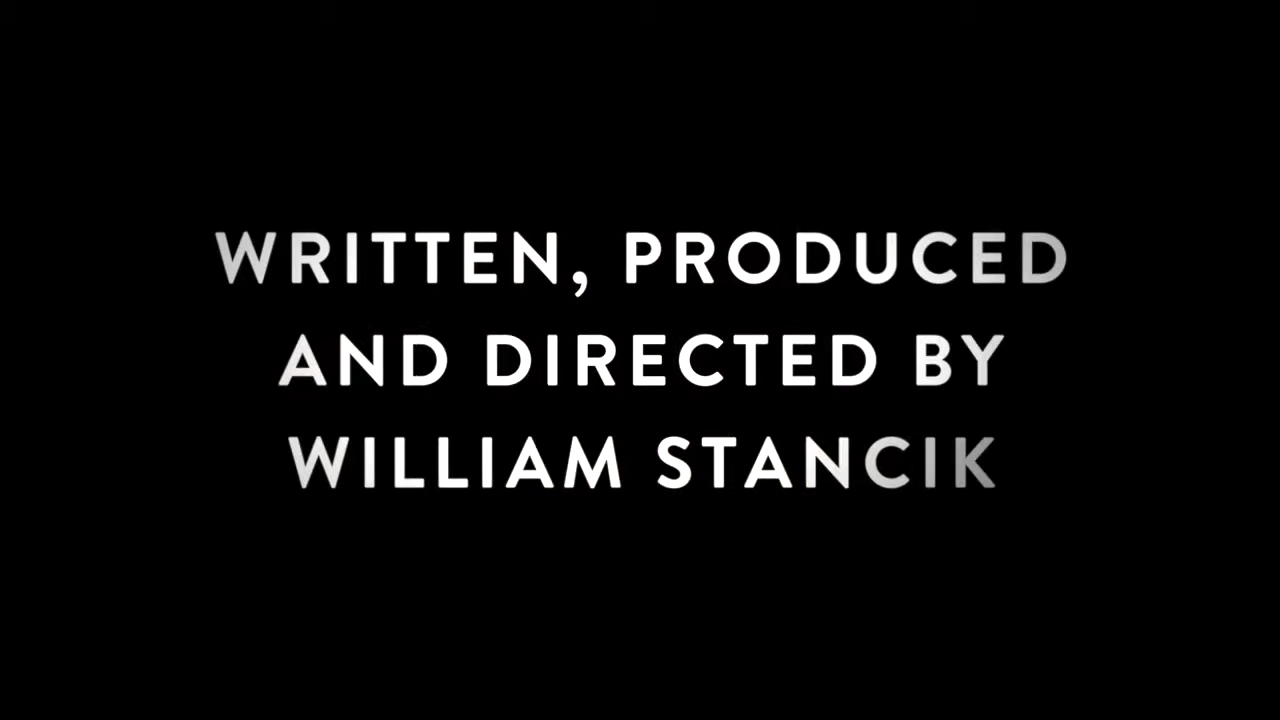 WRITTEN, PRODUCED
AND DIRECTED BY
WILLIAM STANCIK